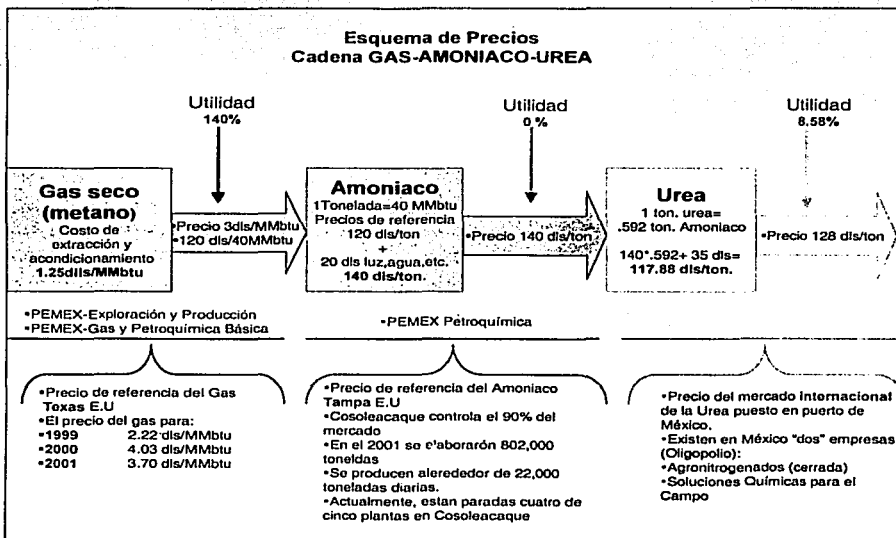 Esquema de Precios
Cadena GAS-AMONIACO-UREA
Utilidad
140%
Utilidad
0 %
Utilidad
8.58%
Gas seco
(metano)
Costo de
extracción y
acondicionamiento
1.25dlls/MMbtu
•Precio 3dls/MMbtu
•120 dls/40MMbtu
Amoniaco
1Tonelada=40 MMbtu
Precios de referencia
120 dls/ton
+
20 dls luz,agua,etc.
140 dls/ton.
•Precio 140 dls/ton
Urea
1 ton. urea=
.592 ton. Amoniaco
140*.592+ 35 dls=
117.88 dls/ton.
•Precio 128 dls/ton
•PEMEX-Exploración y Producción
•PEMEX-Gas y Petroquímica Básica
•PEMEX Petroquímica
•Precio de referencia del Gas
Texas E.U
•El precio del gas para:
•1999 2.22 dls/MMbtu
•2000 4.03 dls/MMbtu
•2001 3.70 dls/MMbtu
•Precio de referencia del Amoniaco
Tampa E.U
•Cosoleacaque controla el 90% del
mercado
•En el 2001 se elaborarón 802,000
toneldas
•Se producen alerededor de 22,000
toneladas diarias.
•Actualmente, estan paradas cuatro de
cinco plantas en Cosoleacaque
•Precio del mercado internacional
de la Urea puesto en puerto de
México.
•Existen en México "dos" empresas
(Oligopolio):
•Agronitrogenados (cerrada)
•Soluciones Químicas para el
Campo